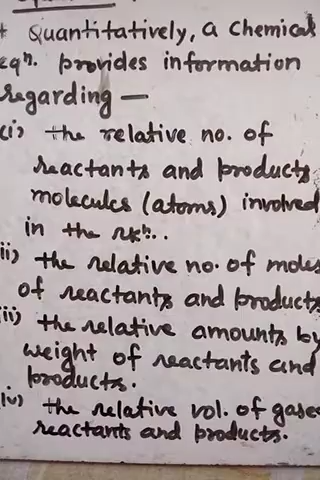 + Quantitatively, a Chemical
eqⁿ. provides information
regarding —
(i) the relative no. of
reactants and products
molecules (atoms) involved
in the rxⁿ..
ii) the relative no. of moles
of reactants and products
iii) the relative amounts by
weight of reactants and
products.
iv) the relative vol. of gases
reactants and products.